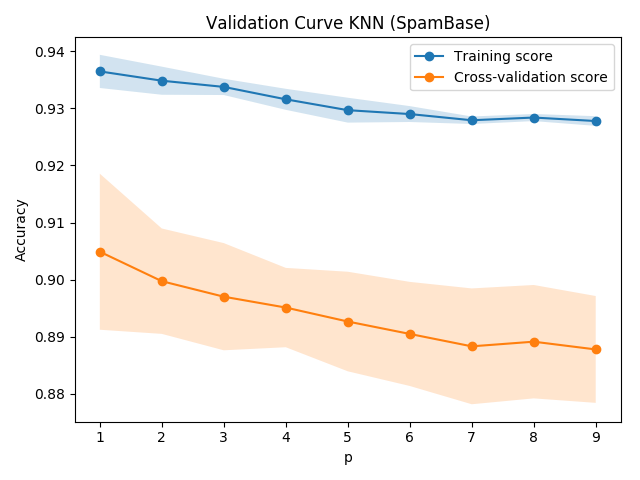 Validation Curve KNN (SpamBase)
Training score
Cross-validation score
0.94
0.93
0.92
0.91
0.90
0.89
0.88
Accuracy
1 2 3 4 5 6 7 8 9
p